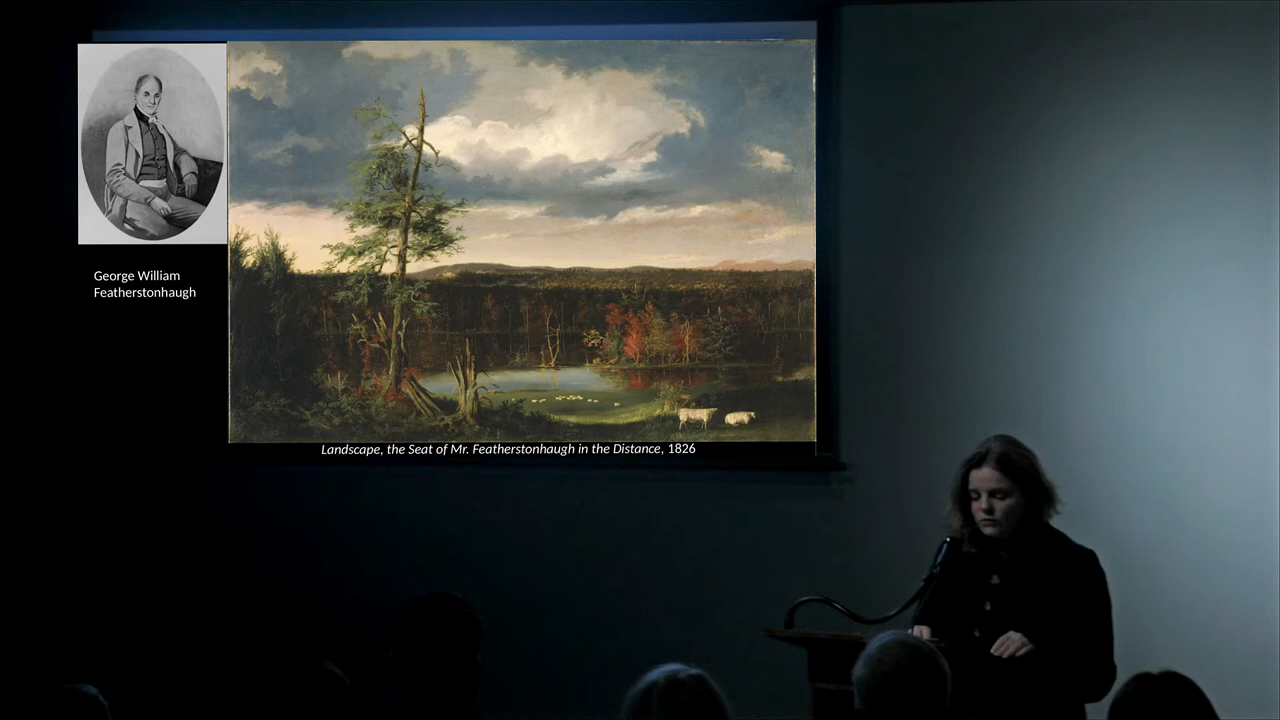 George William
Featherstonhaugh
Landscape, the Seat of Mr. Featherstonhaugh in the Distance, 1826